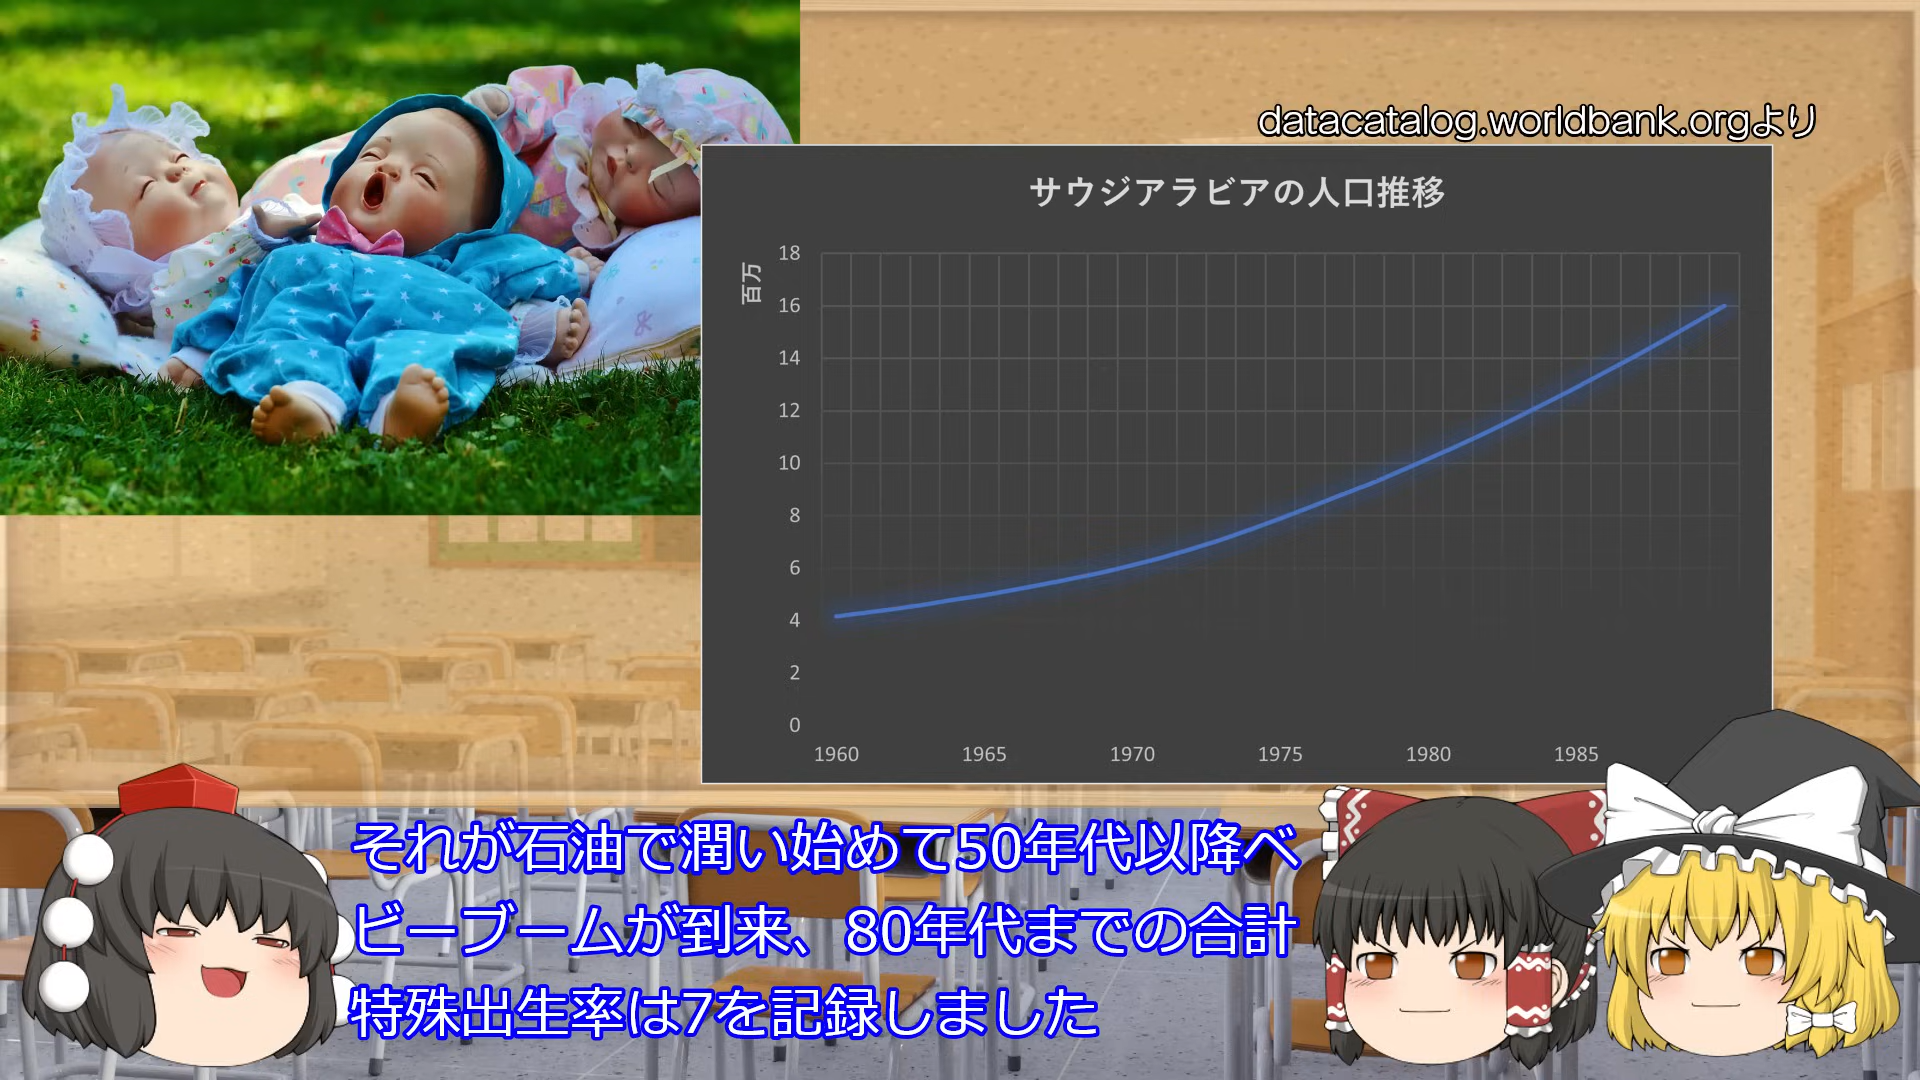 datacatalog.worldbank.orgより
サウジアラビアの人口推移
百万
18
16
14
12
10
8
6
4
2
0
1960 1965 1970 1975 1980 1985
それが石油で潤い始めて50年代以降ベ
ビーブームが到来、80年代までの合計
特殊出生率は7を記録しました